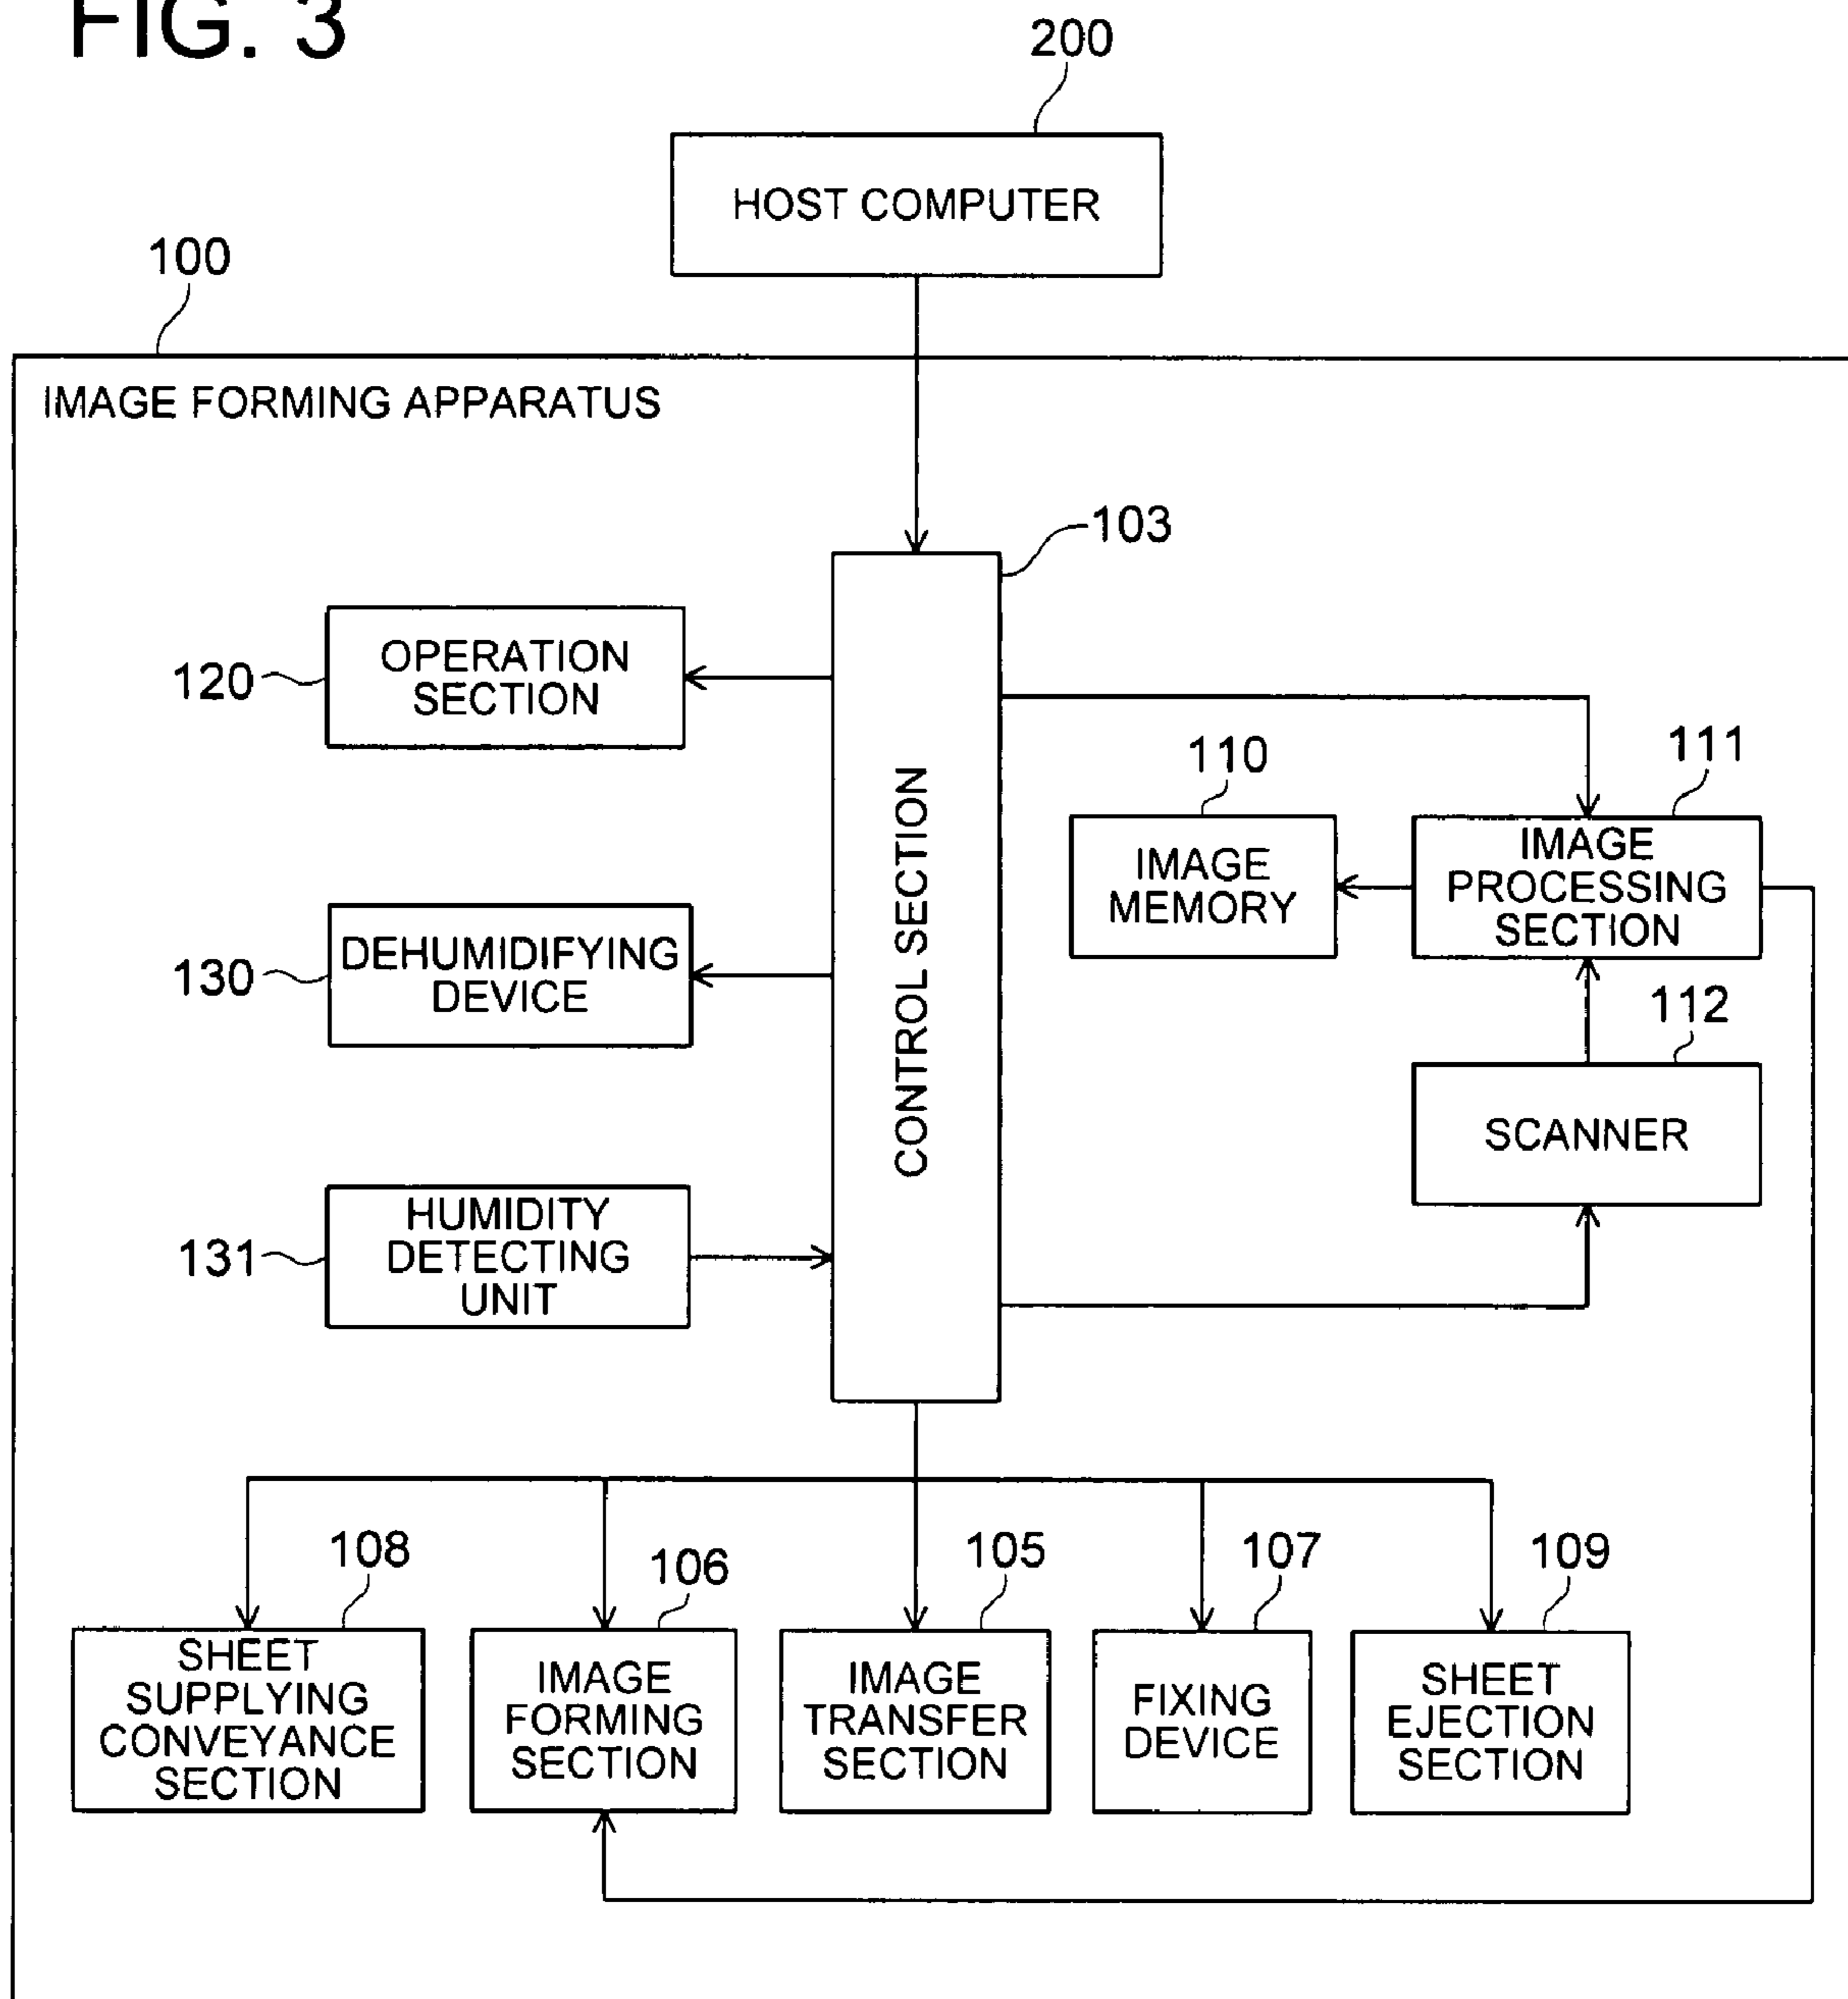 FIG. 3
200
HOST COMPUTER
100
IMAGE FORMING APPARATUS
103
CONTROL SECTION
120
OPERATION
SECTION
110
IMAGE
MEMORY
111
IMAGE
PROCESSING
SECTION
130
DEHUMIDIFYING
DEVICE
112
SCANNER
131
HUMIDITY
DETECTING
UNIT
108
SHEET
SUPPLYING
CONVEYANCE
SECTION
106
IMAGE
FORMING
SECTION
105
IMAGE
TRANSFER
SECTION
107
FIXING
DEVICE
109
SHEET
EJECTION
SECTION